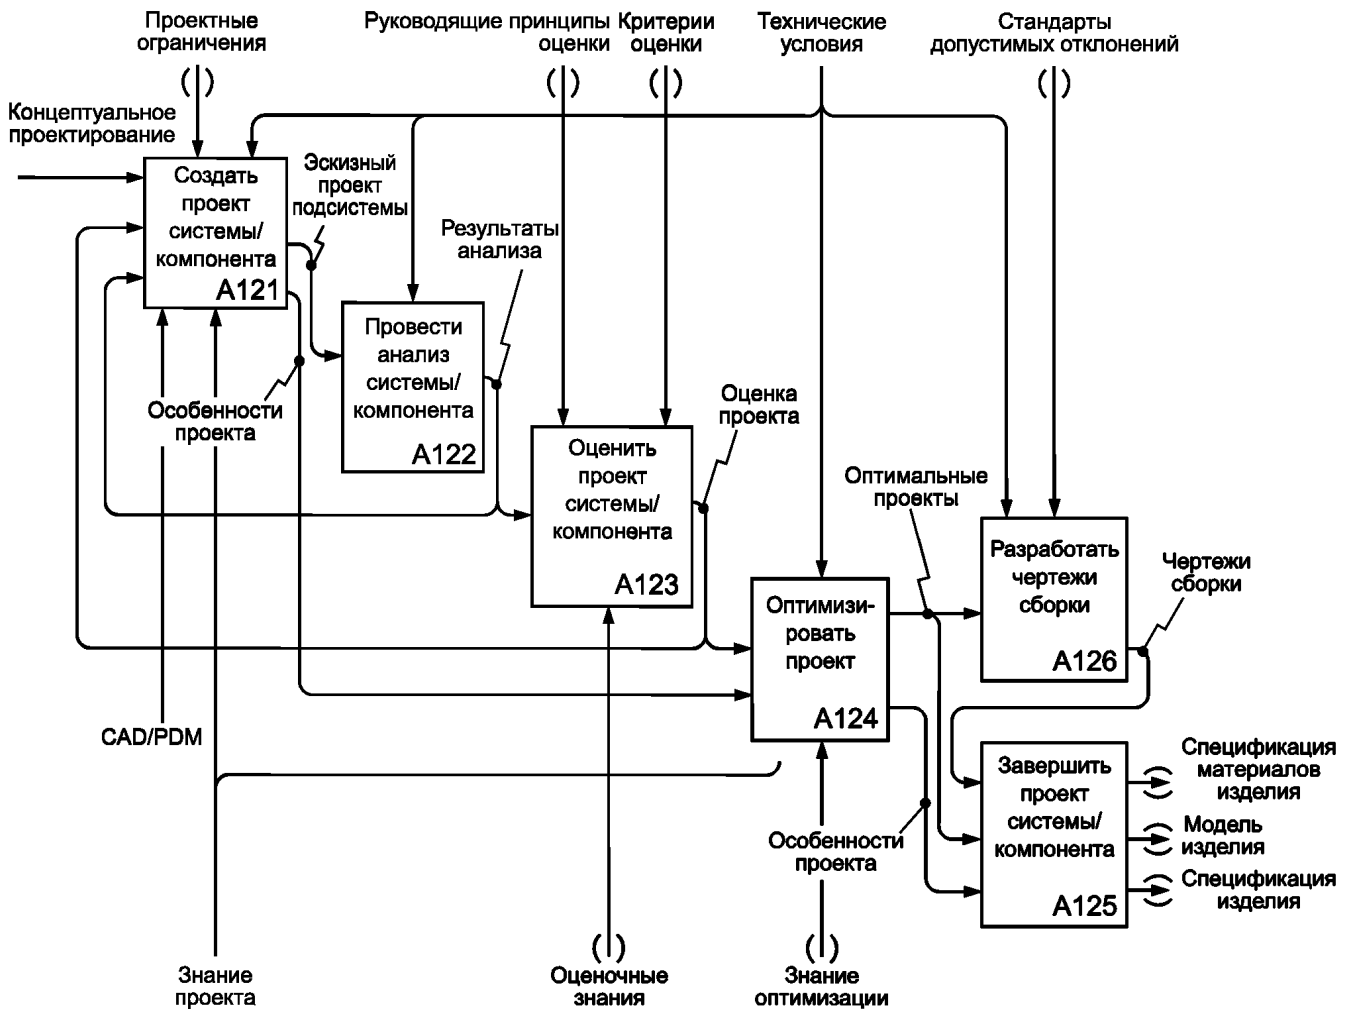 Проектные
ограничения
Руководящие принципы
оценки
Критерии
оценки
Технические
условия
Стандарты
допустимых отклонений
Концептуальное
проектирование
Создать
проект
системы/
компонента
A121
Эскизный
проект
подсистемы
Результаты
анализа
Провести
анализ
системы/
компонента
A122
Особенности
проекта
Оценка
проекта
Оценить
проект
системы/
компонента
A123
Оптимальные
проекты
Разработать
чертежи
сборки
A126
Чертежи
сборки
Оптимизи-
ровать
проект
A124
CAD/PDM
Завершить
проект
системы/
компонента
A125
Спецификация
материалов
изделия
Модель
изделия
Спецификация
изделия
Особенности
проекта
Знание
проекта
Оценочные
знания
Знание
оптимизации